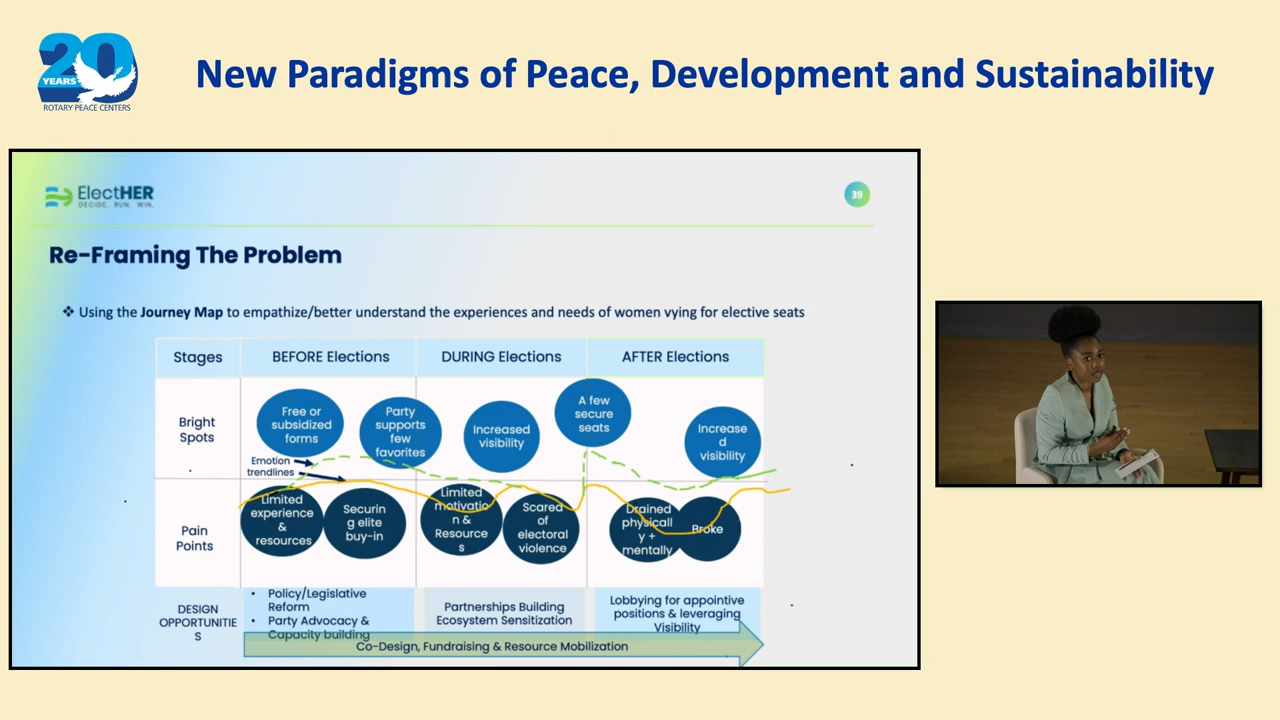 20
YEARS
ROTARY PEACE CENTERS
New Paradigms of Peace, Development and Sustainability
ElectHER
DECIDE. RUN. WIN.
39
Re-Framing The Problem
❖ Using the Journey Map to empathize/better understand the experiences and needs of women vying for elective seats
Stages
BEFORE Elections
DURING Elections
AFTER Elections
Bright
Spots
Free or
subsidized
forms
Party
supports
few
favorites
Increased
visibility
A few
secure
seats
Increase
d
visibility
Emotion
trendlines
Pain
Points
Limited
experience
&
resources
Securin
g elite
buy-in
Limited
motivatio
n &
Resource
s
Scared
of
electoral
violence
Drained
physicall
y +
mentally
Broke
DESIGN
OPPORTUNITIE
S
• Policy/Legislative
Reform
• Party Advocacy &
Capacity building
Partnerships Building
Ecosystem Sensitization
Lobbying for appointive
positions & leveraging
Visibility
Co-Design, Fundraising & Resource Mobilization